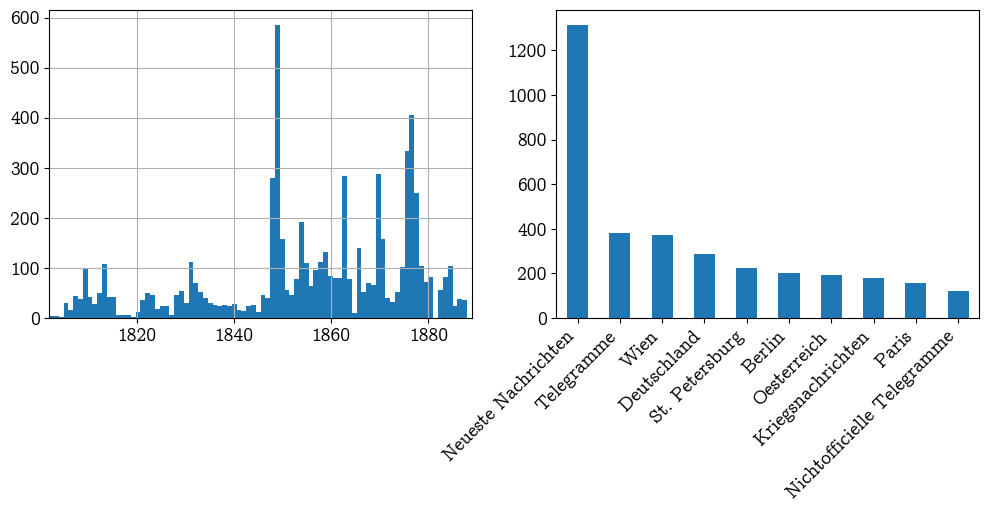 600
500
400
300
200
100
0
1820 1840 1860 1880
1200
1000
800
600
400
200
0
Neueste Nachrichten
Telegramme
Wien
Deutschland
St. Petersburg
Berlin
Oesterreich
Kriegsnachrichten
Paris
Nichtofficielle Telegramme